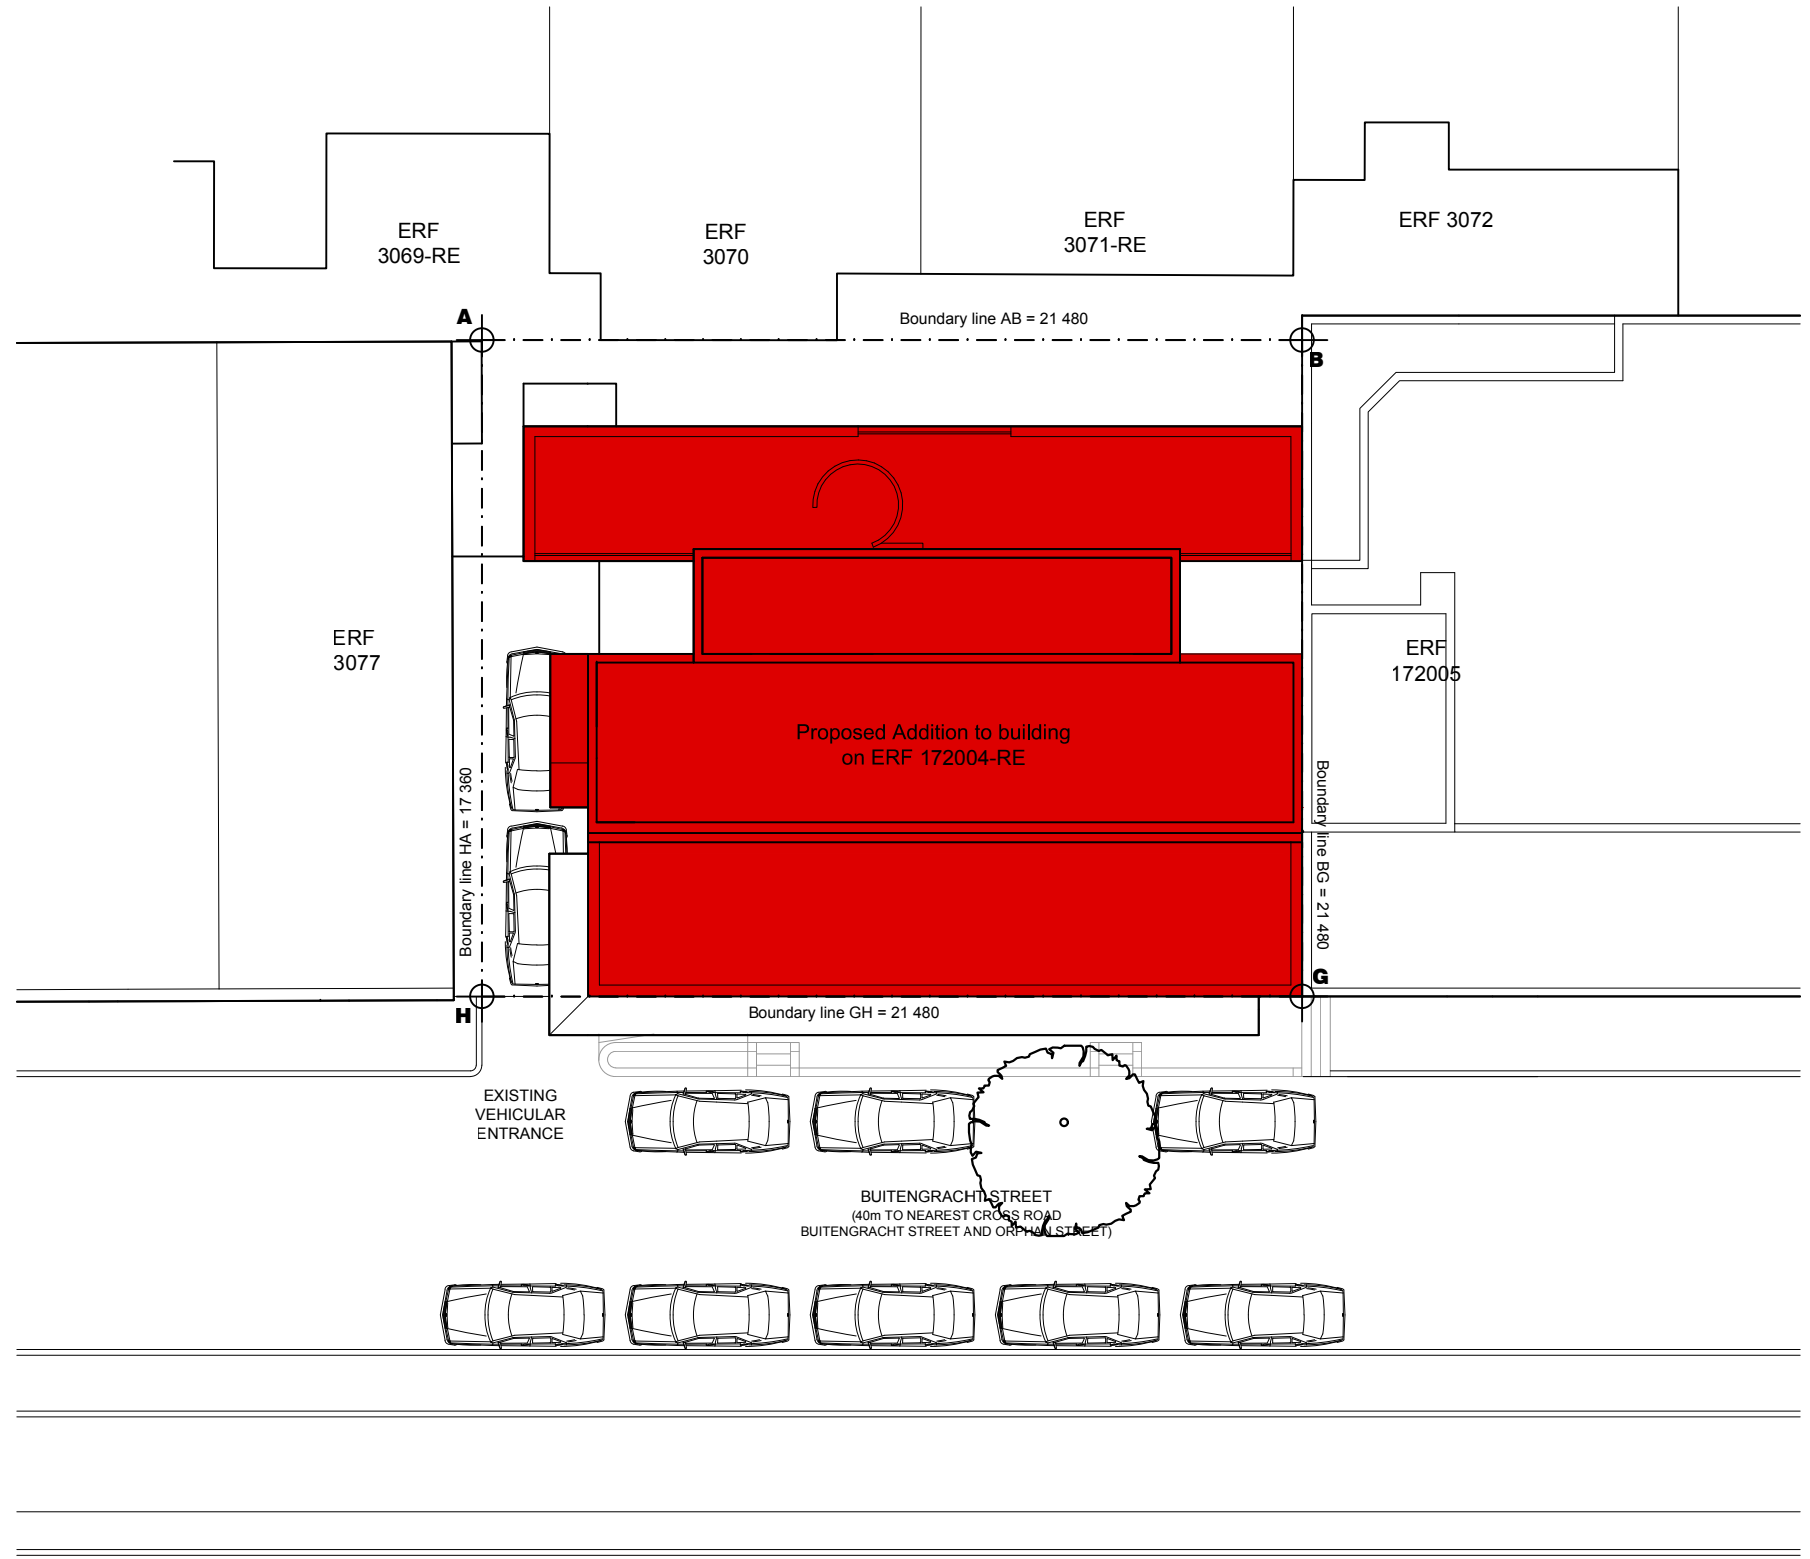 ERF
3069-RE
ERF
3070
ERF
3071-RE
ERF 3072
A
Boundary line AB = 21 480
B
ERF
3077
ERF
172005
Proposed Addition to building
on ERF 172004-RE
Boundary line HA = 17 360
Boundary line BG = 21 480
G
H
Boundary line GH = 21 480
EXISTING
VEHICULAR
ENTRANCE
BUITENGRACHT STREET
(40m TO NEAREST CROSS ROAD
BUITENGRACHT STREET AND ORPHAN STREET)